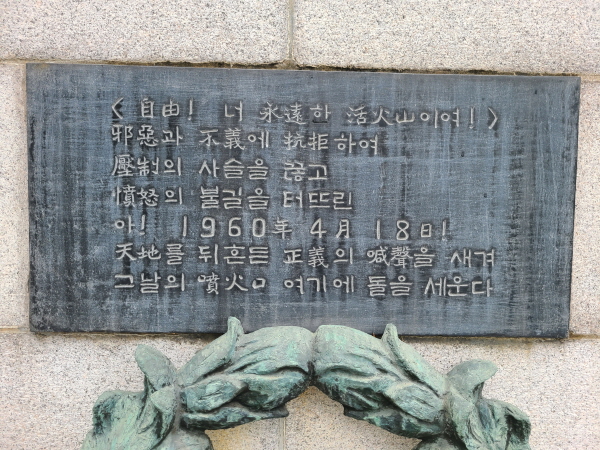 〈自由! 너 永遠한 活火山이여!〉
邪惡과 不義에 抗拒하여
壓制의 사슬을 끊고
憤怒의 불길을 터뜨린
아! 1960年 4月 18日!
天地를 뒤흔든 正義의 喊聲을 새겨
그날의 噴火口 여기에 돌을 세운다